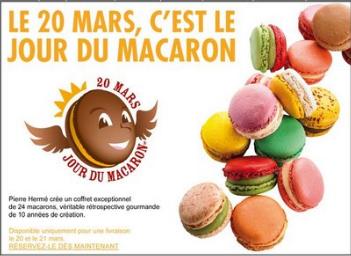 LE 20 MARS, C'EST LE
JOUR DU MACARON
20 MARS
JOUR DU MACARON
Pierre Hermé crée un coffret exceptionnel
de 24 macarons, véritable rétrospective gourmande
de 10 années de création.
Disponible uniquement pour une livraison
le 20 et le 21 mars.
RÉSERVEZ-LE DÈS MAINTENANT